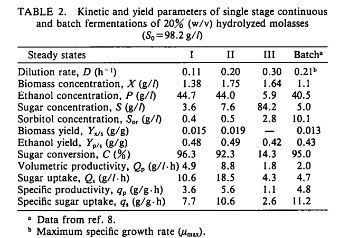 TABLE 2. Kinetic and yield parameters of single stage continuous
and batch fermentations of 20% (w/v) hydrolyzed molasses
(S₀=98.2 g/l)
Steady states I II III Batchᵃ
Dilution rate, D (h⁻¹) 0.11 0.20 0.30 0.21ᵇ
Biomass concentration, X (g/l) 1.38 1.75 1.64 1.1
Ethanol concentration, P (g/l) 44.7 44.0 5.9 40.5
Sugar concentration, S (g/l) 3.6 7.6 84.2 5.0
Sorbitol concentration, Sₒᵣ (g/l) 0.4 0.5 2.8 10.1
Biomass yield, Yₓ/ₛ (g/g) 0.015 0.019 — 0.013
Ethanol yield, Yₚ/ₛ (g/g) 0.48 0.49 0.42 0.43
Sugar conversion, C (%) 96.3 92.3 14.3 95.0
Volumetric productivity, Qₚ (g/l·h) 4.9 8.8 1.8 2.0
Sugar uptake, Qₛ (g/l·h) 10.6 18.5 4.3 4.7
Specific productivity, qₚ (g/g·h) 3.6 5.6 1.1 4.8
Specific sugar uptake, qₛ (g/g·h) 7.7 10.6 2.6 11.2
ᵃ Data from ref. 8.
ᵇ Maximum specific growth rate (μmax).